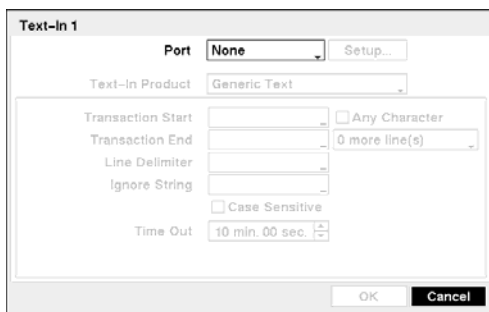 Text-In 1
Port None Setup...
Text-In Product Generic Text
Transaction Start Any Character
Transaction End 0 more line(s)
Line Delimiter
Ignore String
Case Sensitive
Time Out 10 min. 00 sec.
OK Cancel